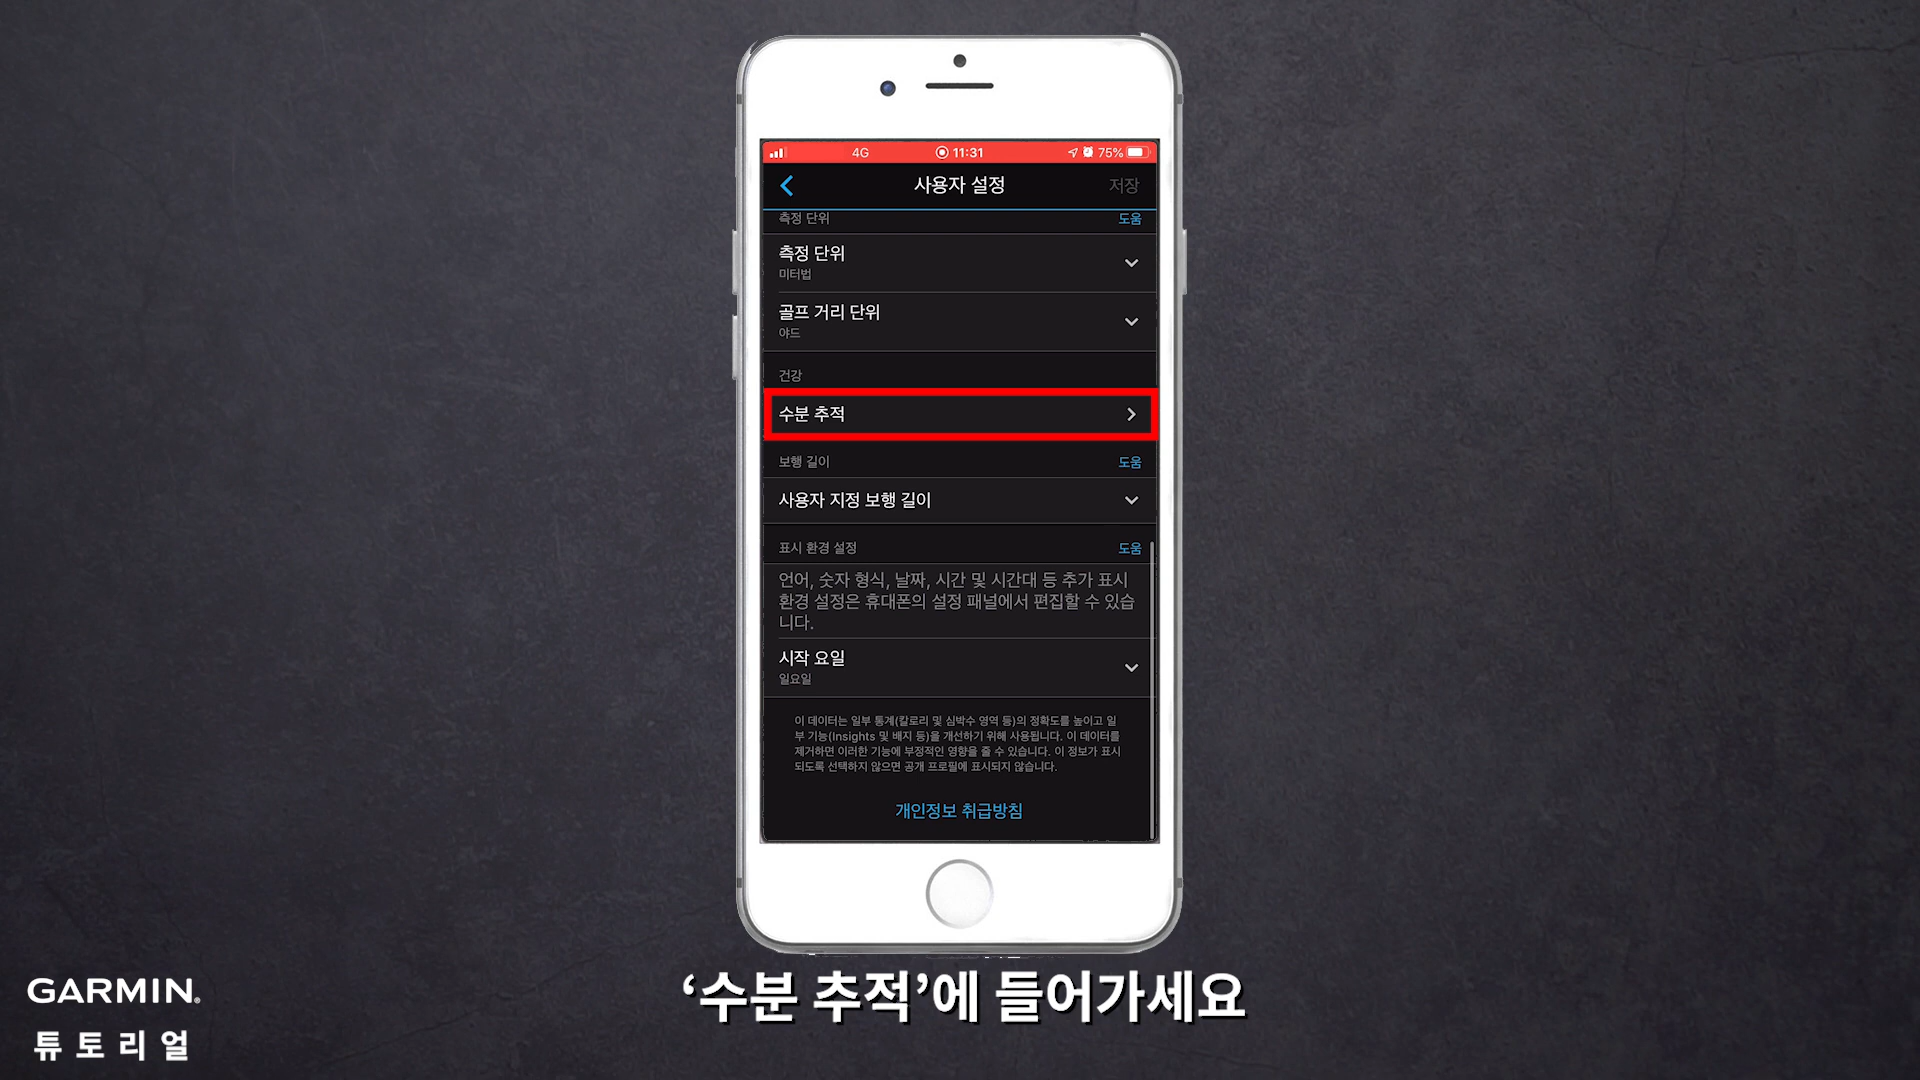 4G
11:31
75%
사용자 설정
저장
측정 단위
도움
측정 단위
미터법
골프 거리 단위
야드
건강
수분 추적
보행 길이
도움
사용자 지정 보행 길이
표시 환경 설정
도움
언어, 숫자 형식, 날짜, 시간 및 시간대 등 추가 표시
환경 설정은 휴대폰의 설정 패널에서 편집할 수 있습
니다.
시작 요일
일요일
이 데이터는 일부 통계(칼로리 및 심박수 영역 등)의 정확도를 높이고 일
부 기능(Insights 및 배지 등)을 개선하기 위해 사용됩니다. 이 데이터를
제거하면 이러한 기능에 부정적인 영향을 줄 수 있습니다. 이 정보가 표시
되도록 선택하지 않으면 공개 프로필에 표시되지 않습니다.
개인정보 취급방침
‘수분 추적’에 들어가세요
GARMIN®
튜토리얼